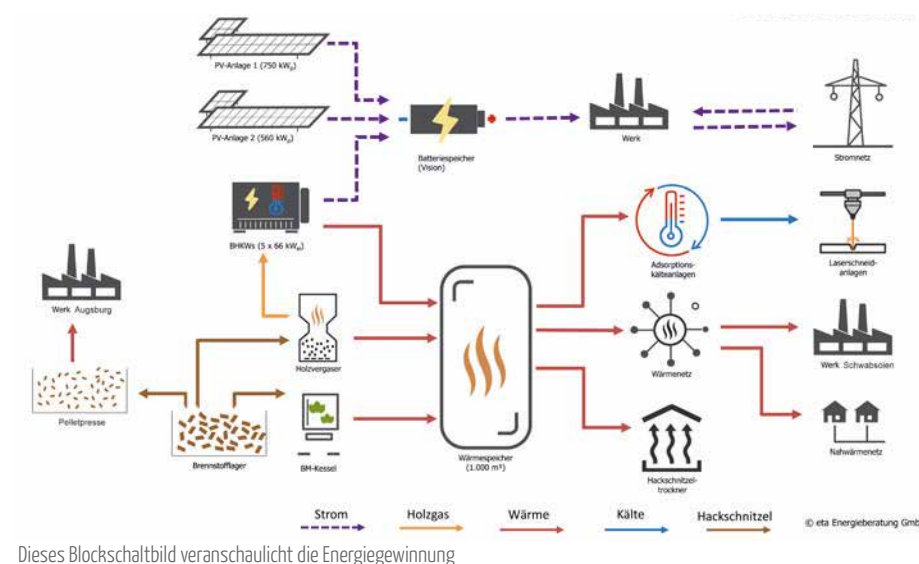 PV-Anlage 1 (750 kWp)
PV-Anlage 2 (560 kWp)
Batteriespeicher
(Vision)
Werk
Stromnetz
BHKWs (5 x 66 kWel)
Adsorptions-
kälteanlagen
Laserschneid-
anlagen
Werk Augsburg
Holzvergaser
Wärmenetz
Werk Schwabsoien
Pelletpresse
Brennstofflager
BM-Kessel
Wärmespeicher
(1.000 m³)
Hackschnitzel-
trockner
Nahwärmenetz
Strom
Holzgas
Wärme
Kälte
Hackschnitzel
© eta Energieberatung Gmb
Dieses Blockschaltbild veranschaulicht die Energiegewinnung